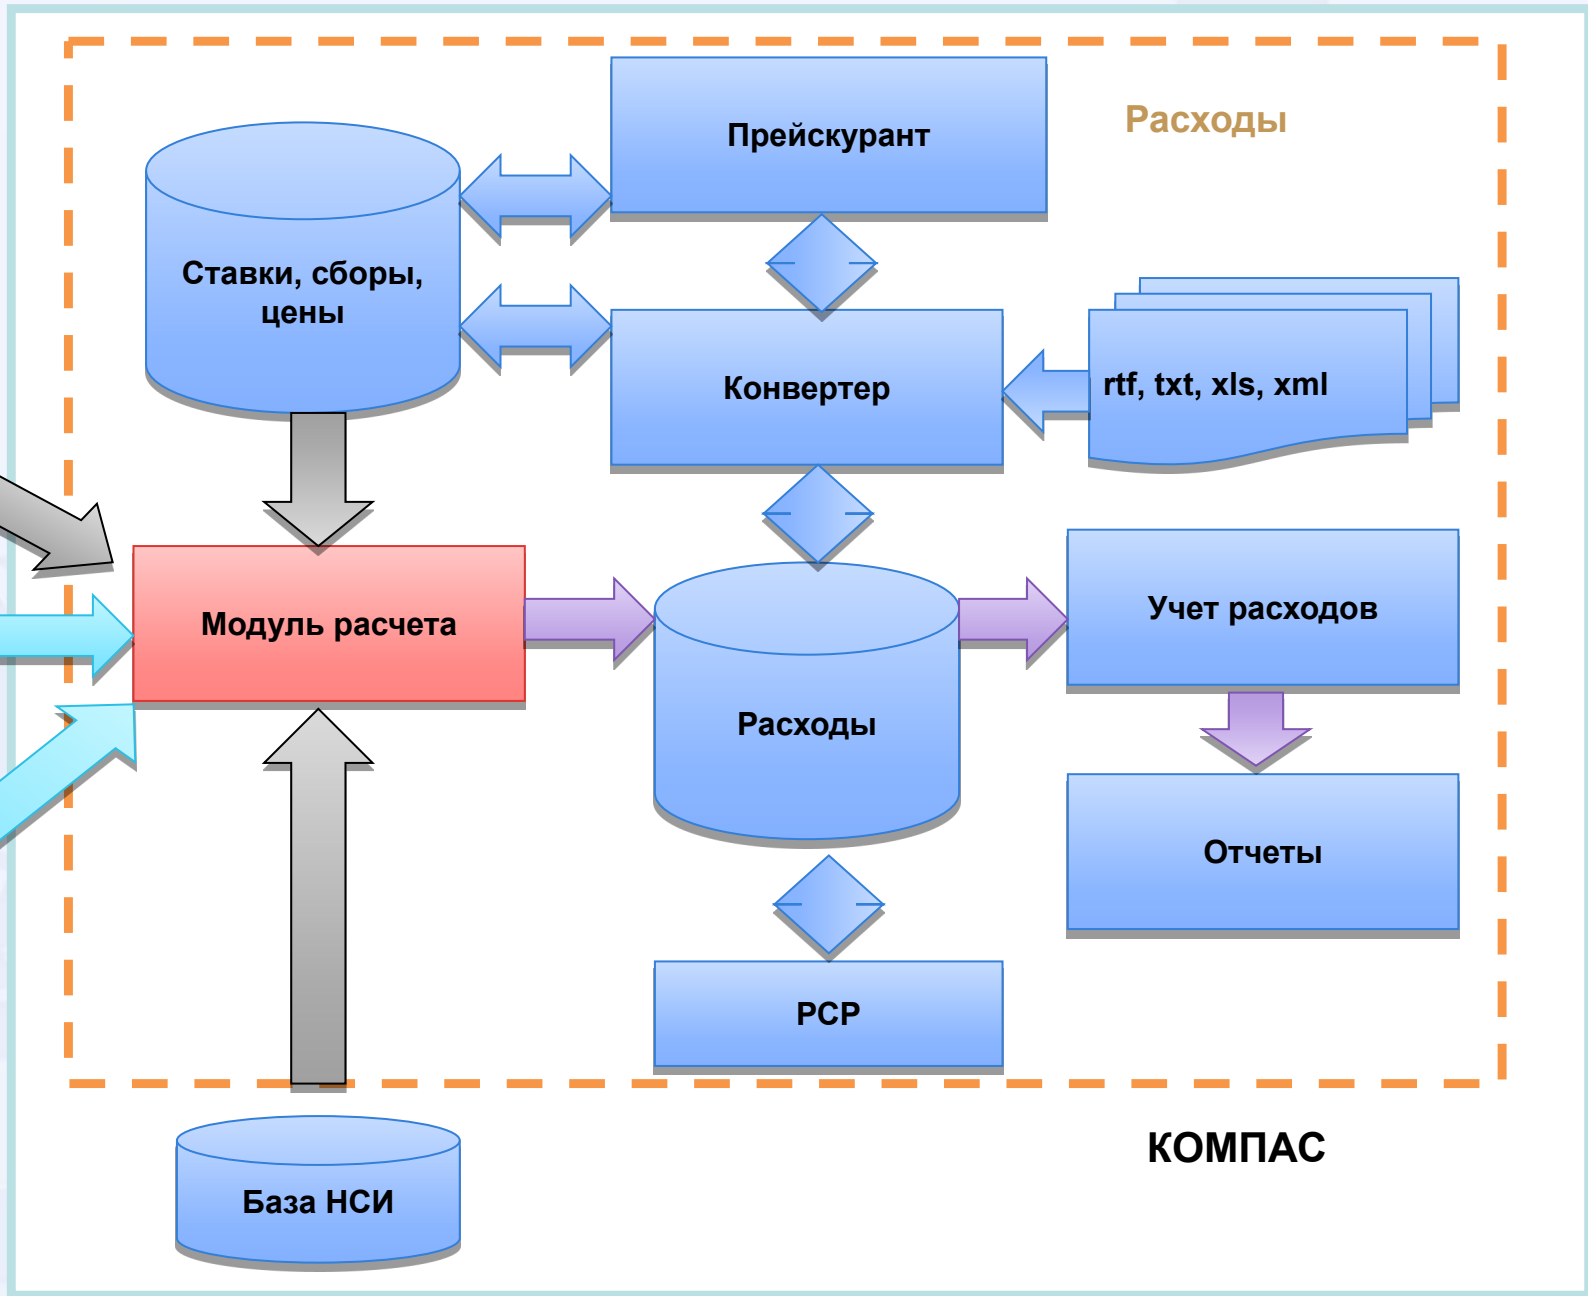 Прейскурант
Расходы
Ставки, сборы,
цены
Конвертер
rtf, txt, xls, xml
Модуль расчета
Учет расходов
Расходы
Отчеты
РСР
КОМПАС
База НСИ